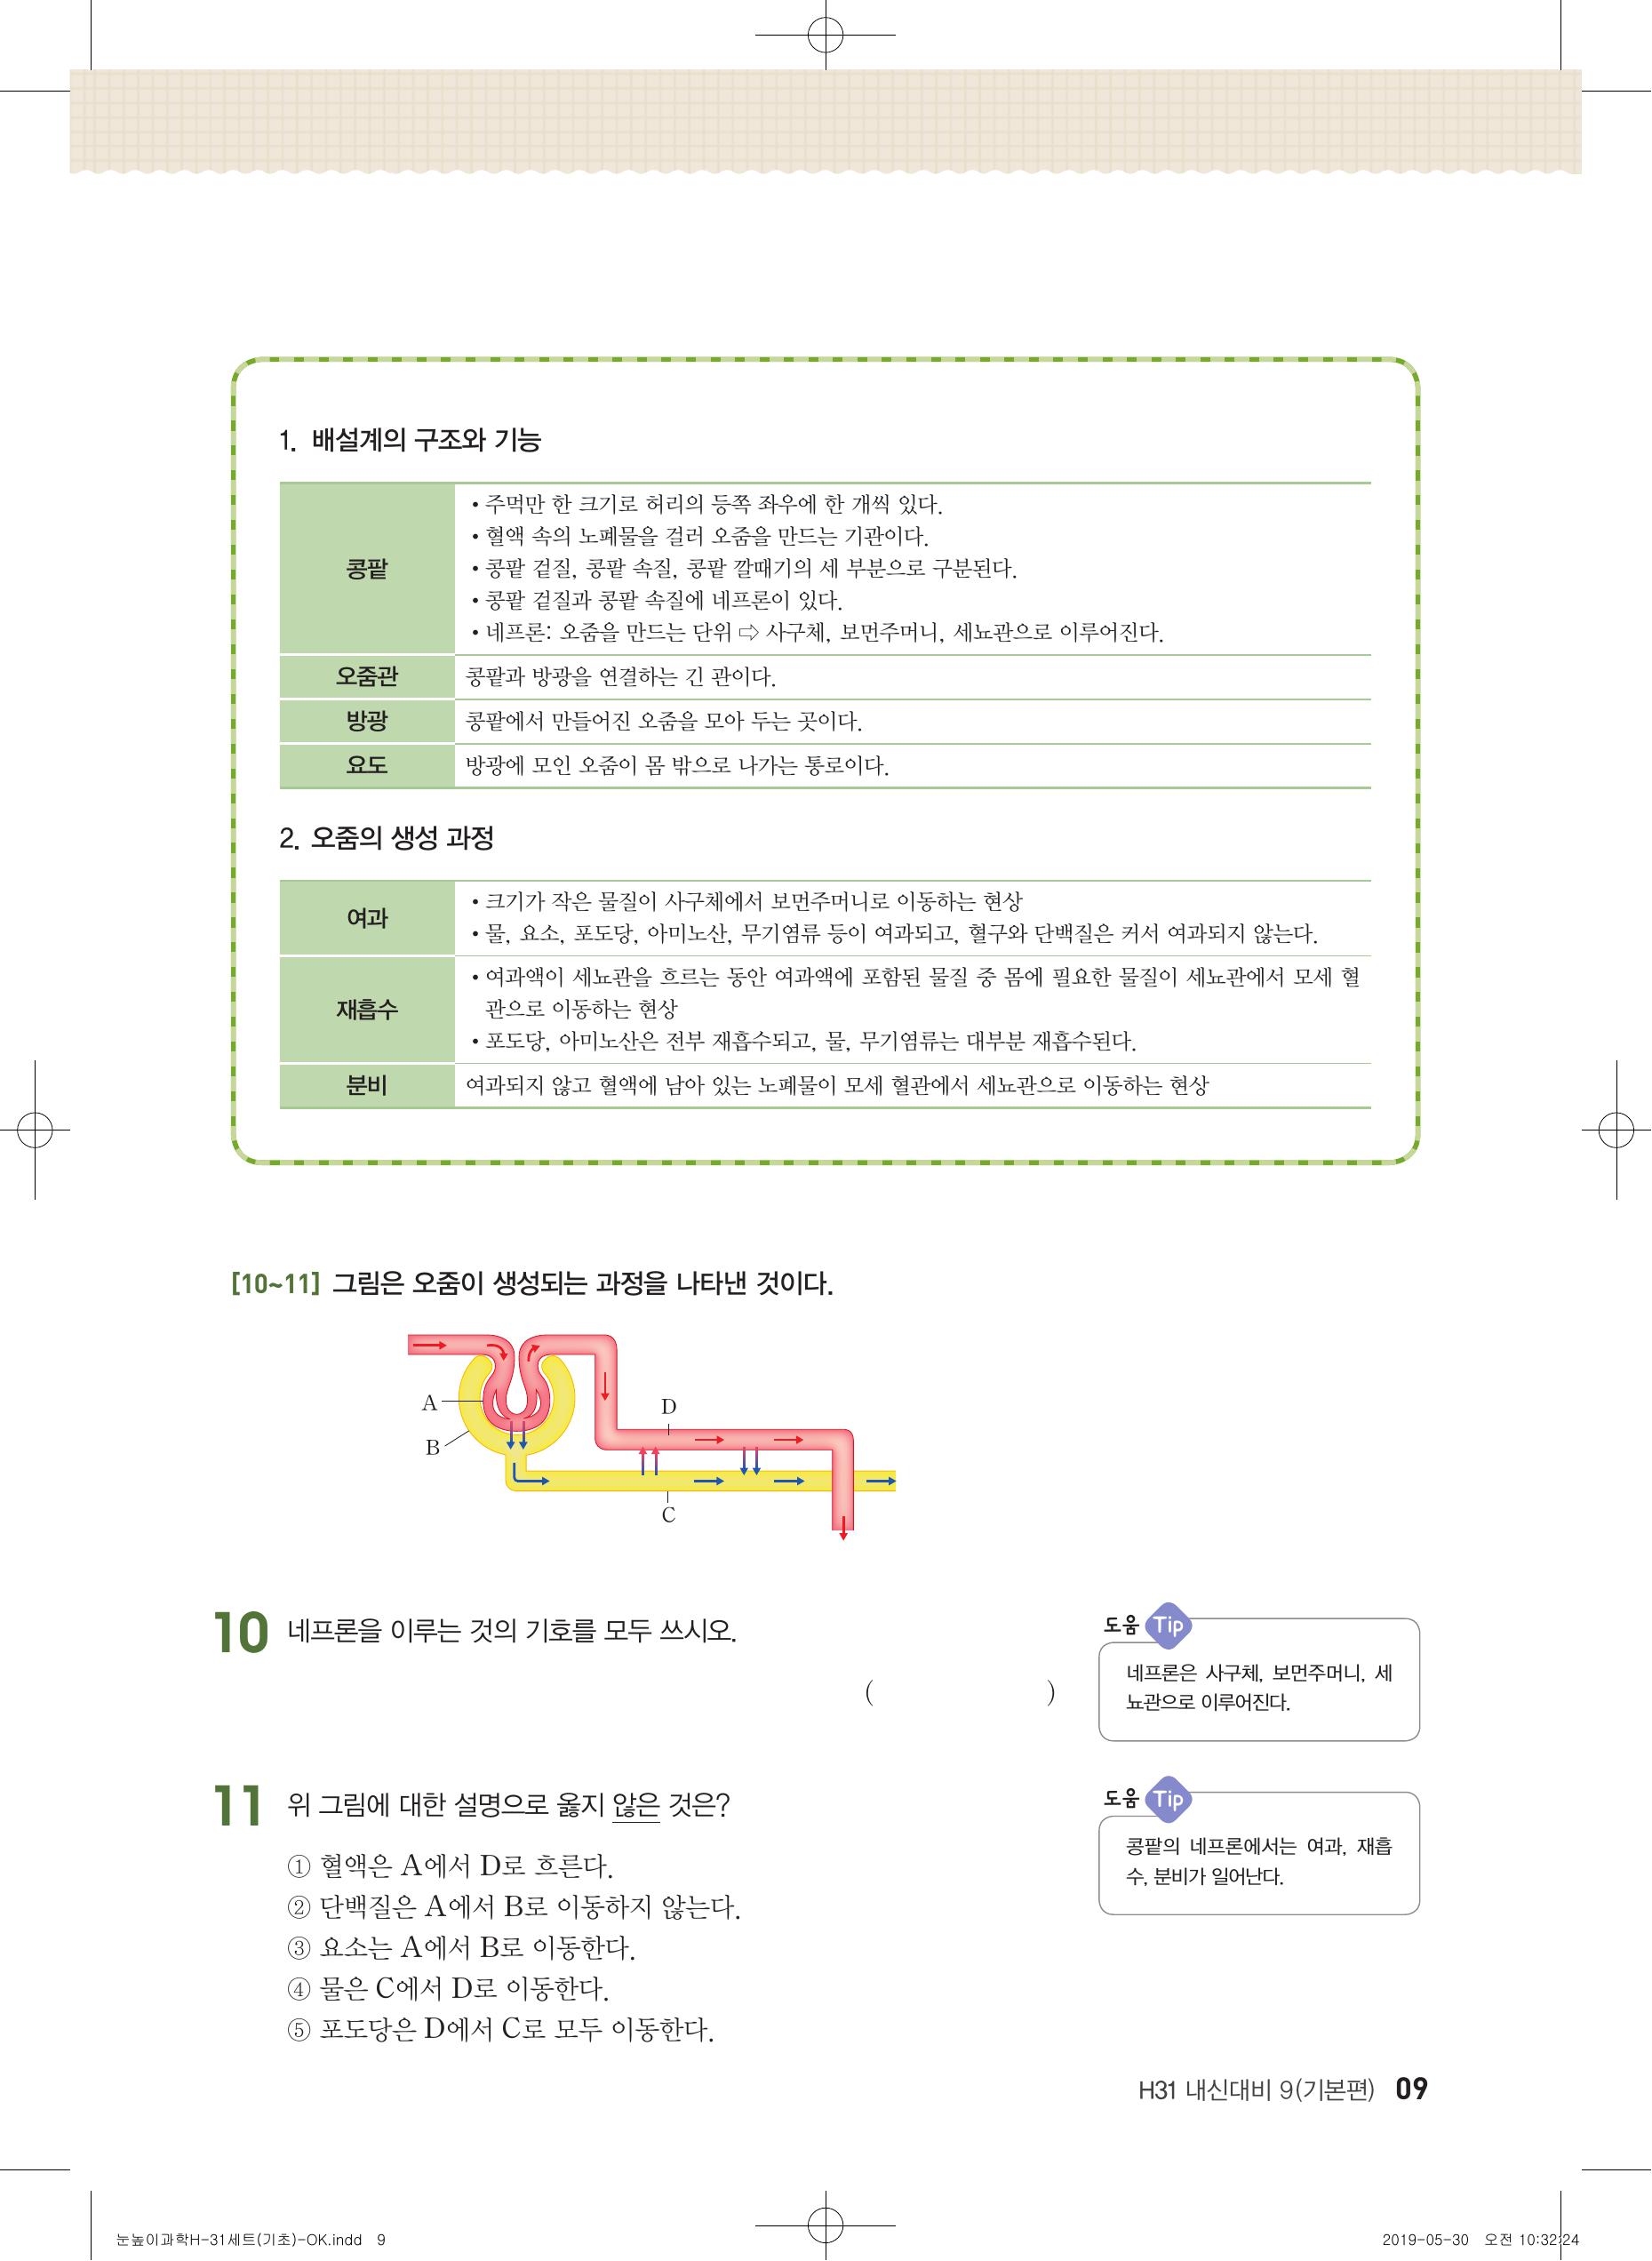 1. 배설계의 구조와 기능
콩팥
•주먹만 한 크기로 허리의 등쪽 좌우에 한 개씩 있다.
•혈액 속의 노폐물을 걸러 오줌을 만드는 기관이다.
•콩팥 겉질, 콩팥 속질, 콩팥 깔때기의 세 부분으로 구분된다.
•콩팥 겉질과 콩팥 속질에 네프론이 있다.
•네프론: 오줌을 만드는 단위 ⇨ 사구체, 보먼주머니, 세뇨관으로 이루어진다.
오줌관
콩팥과 방광을 연결하는 긴 관이다.
방광
콩팥에서 만들어진 오줌을 모아 두는 곳이다.
요도
방광에 모인 오줌이 몸 밖으로 나가는 통로이다.
2. 오줌의 생성 과정
여과
•크기가 작은 물질이 사구체에서 보먼주머니로 이동하는 현상
•물, 요소, 포도당, 아미노산, 무기염류 등이 여과되고, 혈구와 단백질은 커서 여과되지 않는다.
재흡수
•여과액이 세뇨관을 흐르는 동안 여과액에 포함된 물질 중 몸에 필요한 물질이 세뇨관에서 모세 혈
관으로 이동하는 현상
•포도당, 아미노산은 전부 재흡수되고, 물, 무기염류는 대부분 재흡수된다.
분비
여과되지 않고 혈액에 남아 있는 노폐물이 모세 혈관에서 세뇨관으로 이동하는 현상
[10~11] 그림은 오줌이 생성되는 과정을 나타낸 것이다.
A
B
D
C
10 네프론을 이루는 것의 기호를 모두 쓰시오.
( )
도움 Tip
네프론은 사구체, 보먼주머니, 세
뇨관으로 이루어진다.
11 위 그림에 대한 설명으로 옳지 않은 것은?
① 혈액은 A에서 D로 흐른다.
② 단백질은 A에서 B로 이동하지 않는다.
③ 요소는 A에서 B로 이동한다.
④ 물은 C에서 D로 이동한다.
⑤ 포도당은 D에서 C로 모두 이동한다.
도움 Tip
콩팥의 네프론에서는 여과, 재흡
수, 분비가 일어난다.
H31 내신대비 9(기본편) 09
눈높이과학H-31세트(기초)-OK.indd 9
2019-05-30 오전 10:32:24